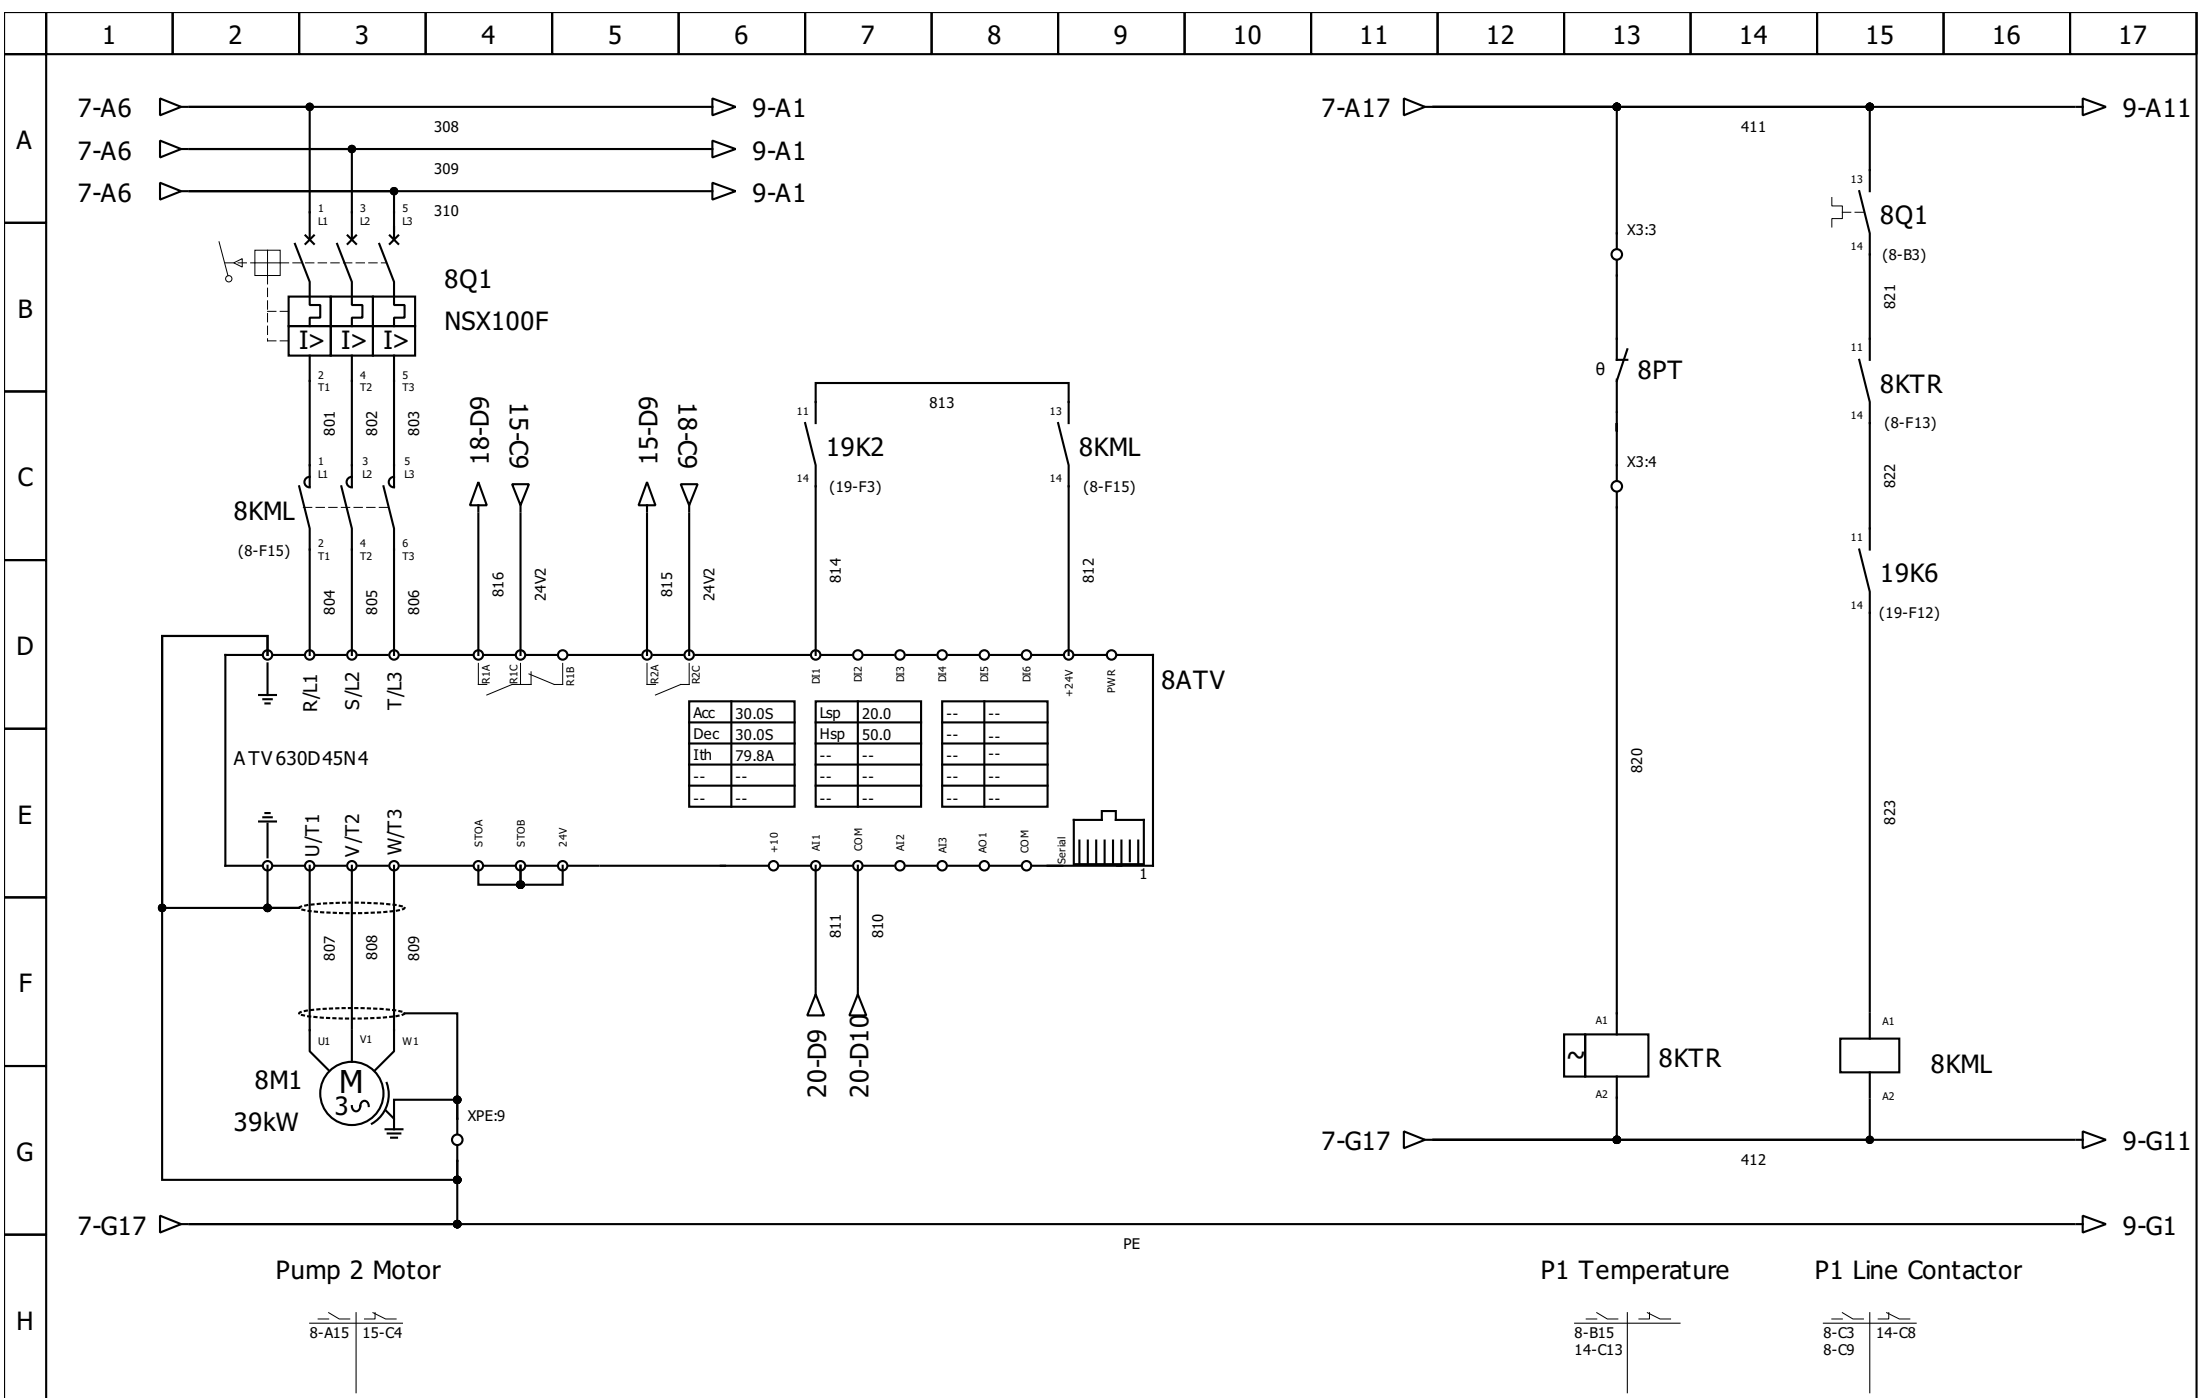 1 2 3 4 5 6 7 8 9 10 11 12 13 14 15 16 17
A
B
C
D
E
F
G
H
7-A6
308
9-A1
7-A6
309
9-A1
7-A6
310
9-A1
1 3 5
L1 L2 L3
8Q1
NSX100F
I> I> I>
2 4 5
T1 T2 T3
801 802 803
1 3 5
L1 L2 L3
8KML
(8-F15)
2 4 6
T1 T2 T3
804 805 806
18-D9
15-C9
15-D9
18-C9
816
24V2
815
24V2
11
19K2
14
(19-F3)
813
13
8KML
14
(8-F15)
814
812
R/L1 S/L2 T/L3
R1A R1C R1B
R2A R2C
DI1 DI2 DI3 DI4 DI5 DI6 +24V PWR
8ATV
ATV630D45N4
Acc 30.0S
Dec 30.0S
Ith 79.8A
-- --
-- --
Lsp 20.0
Hsp 50.0
-- --
-- --
-- --
-- --
-- --
-- --
-- --
-- --
U/T1 V/T2 W/T3
STOA STOB 24V
+10 AI1 COM AI2 AI3 AO1 COM
Serial
1
807 808 809
811 810
20-D9
20-D10
U1 V1 W1
8M1
39kW
M
3
XPE:9
7-G17
PE
9-G1
7-A17
411
9-A11
X3:3
θ 8PT
X3:4
820
A1
~
8KTR
A2
13
8Q1
14
(8-B3)
821
11
8KTR
14
(8-F13)
822
11
19K6
14
(19-F12)
823
A1
8KML
A2
7-G17
412
9-G11
Pump 2 Motor
8-A15 15-C4
P1 Temperature
8-B15
14-C13
P1 Line Contactor
8-C3 14-C8
8-C9